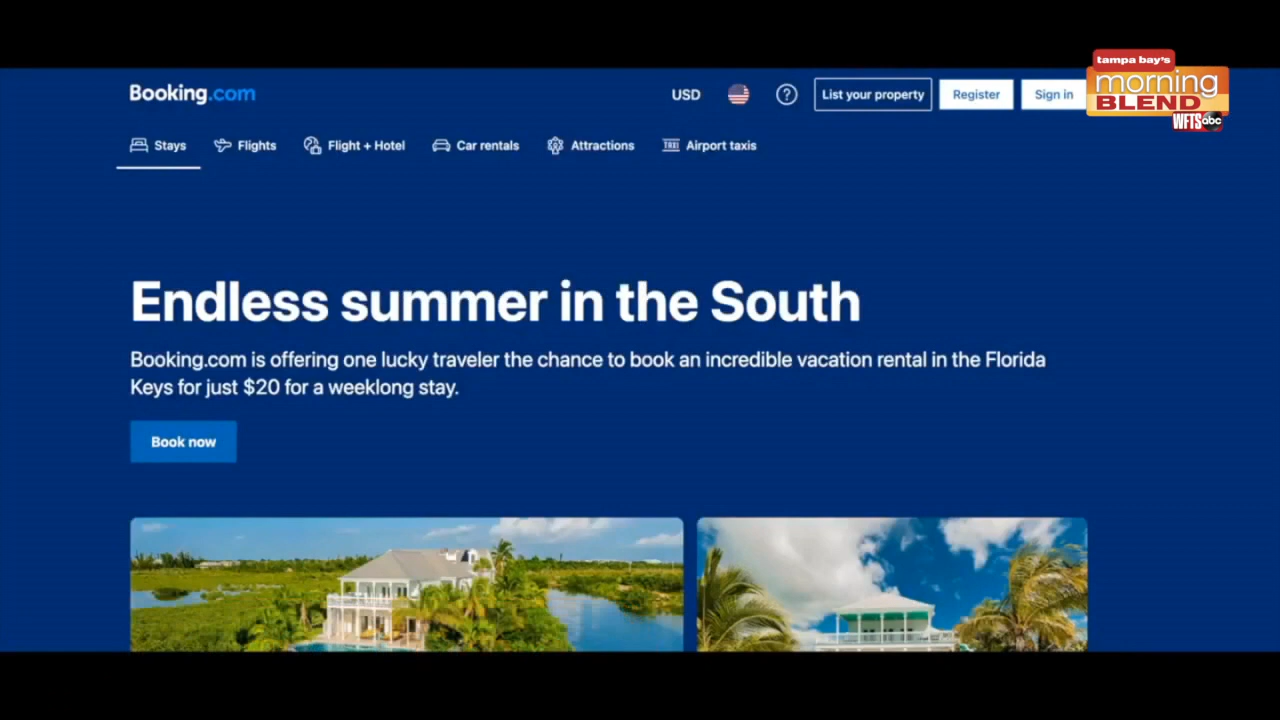 tampa bay's
morning
BLEND
WFTS abc
Booking.com
USD
List your property
Register
Sign in
Stays
Flights
Flight + Hotel
Car rentals
Attractions
TAXI
Airport taxis
Endless summer in the South
Booking.com is offering one lucky traveler the chance to book an incredible vacation rental in the Florida
Keys for just $20 for a weeklong stay.
Book now